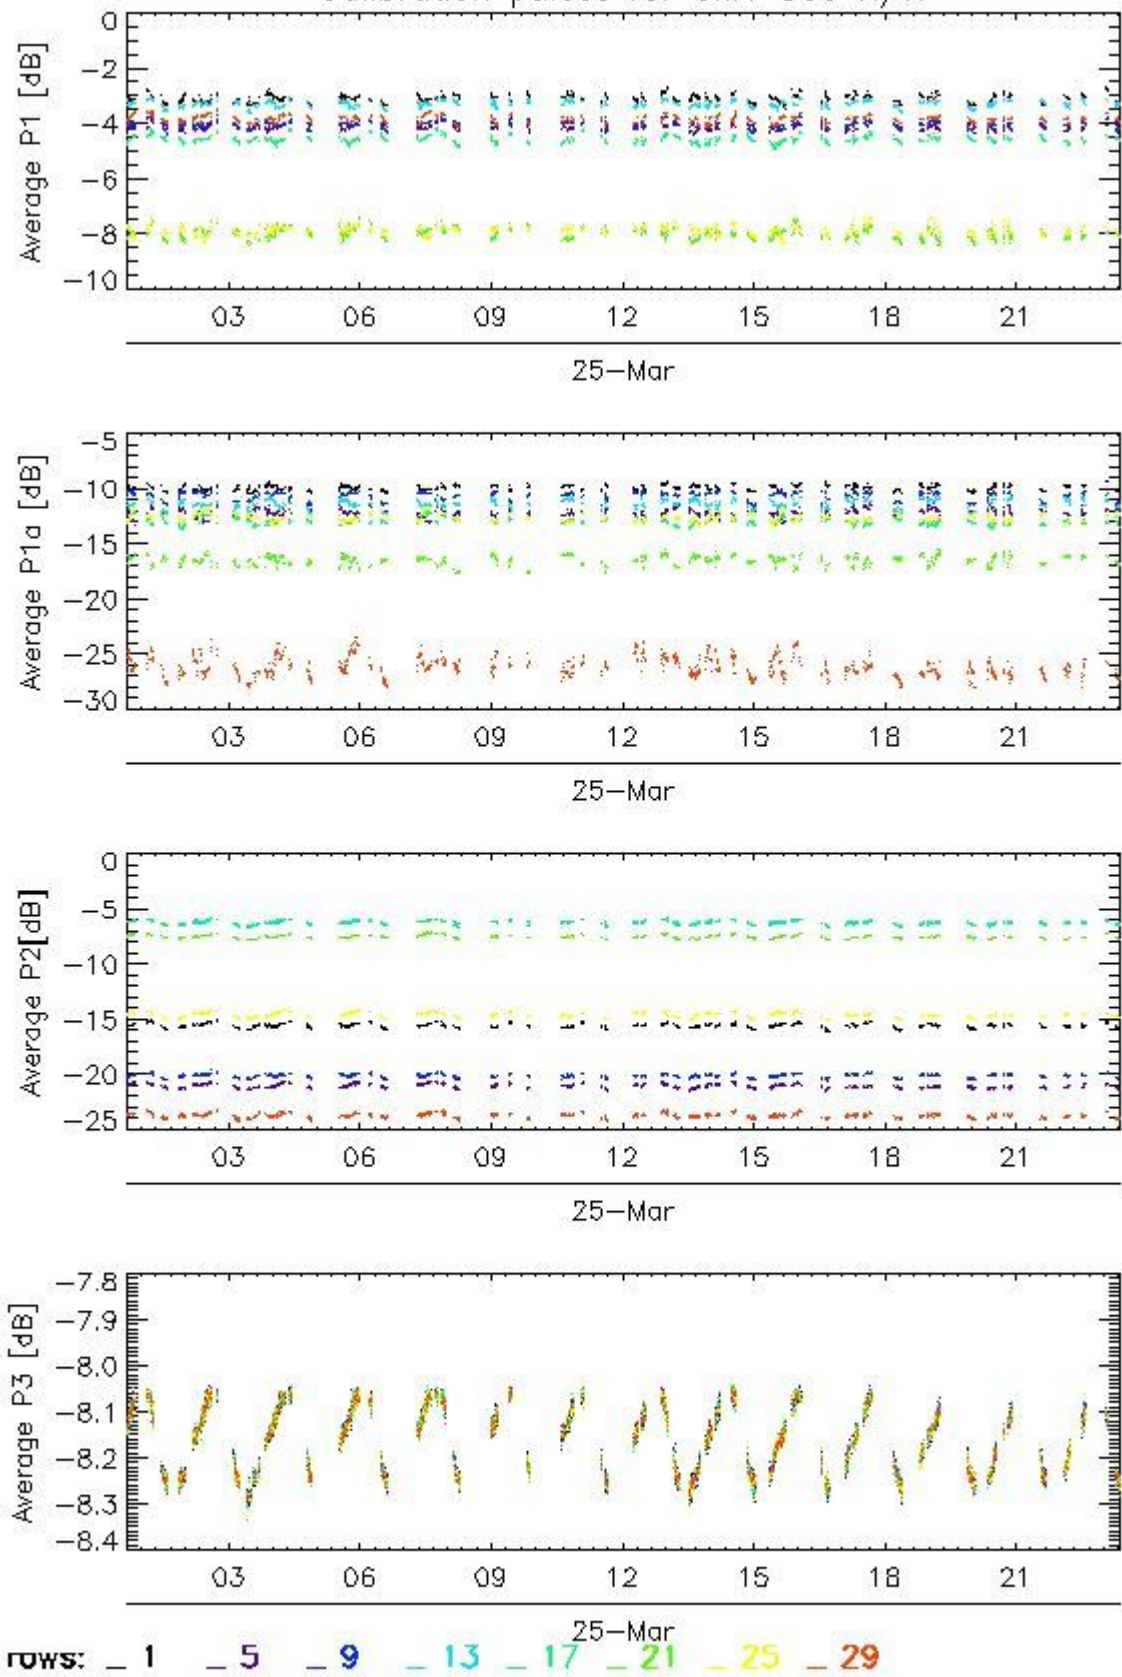 0
-2
-4
-6
-8
-10
Average P1 [dB]
03 06 09 12 15 18 21
25-Mar
-5
-10
-15
-20
-25
-30
Average P1a [dB]
03 06 09 12 15 18 21
25-Mar
0
-5
-10
-15
-20
-25
Average P2[dB]
03 06 09 12 15 18 21
25-Mar
-7.8
-7.9
-8.0
-8.1
-8.2
-8.3
-8.4
Average P3 [dB]
03 06 09 12 15 18 21
25-Mar
rows: _ 1 _ 5 _ 9 _ 13 _ 17 _ 21 _ 25 _ 29